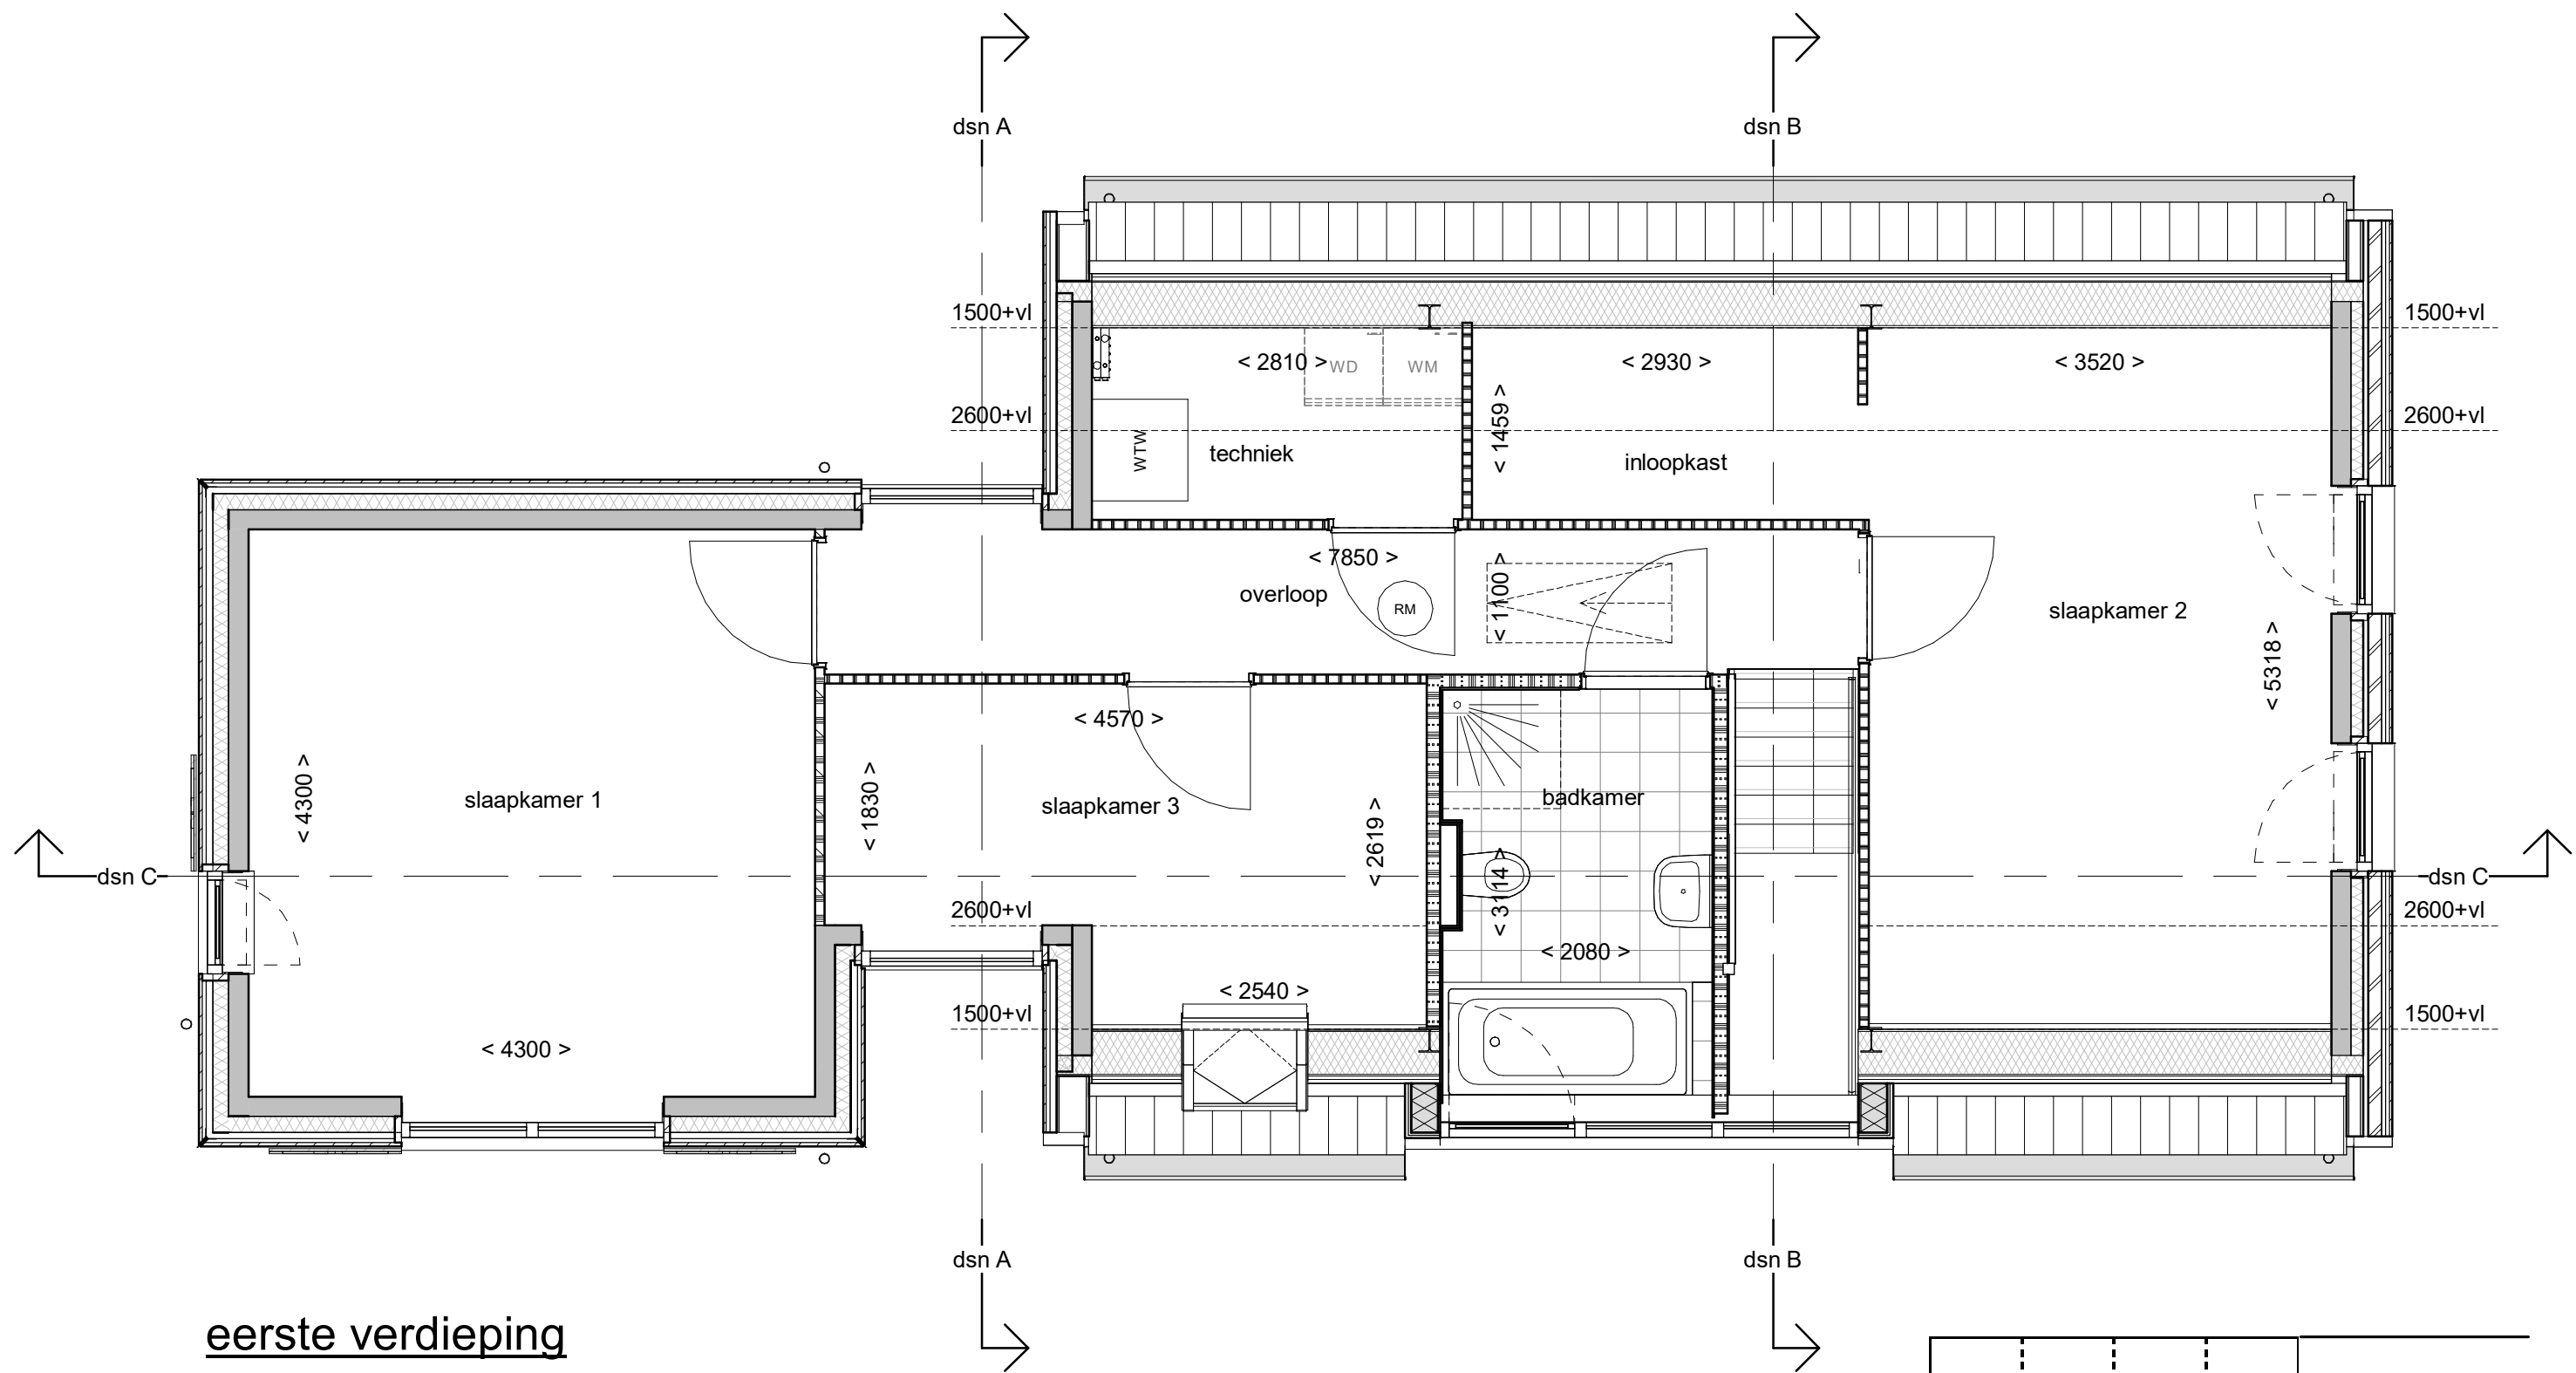 dsn A
dsn B
1500+vl
1500+vl
< 2810 >
WD
WM
< 2930 >
< 3520 >
2600+vl
2600+vl
< 1459 >
WTW
techniek
inloopkast
< 7850 >
overloop
RM
< 1100 >
slaapkamer 2
< 5318 >
< 4570 >
< 4300 >
slaapkamer 1
< 1830 >
slaapkamer 3
< 2619 >
badkamer
dsn C
< 3114 >
dsn C
2600+vl
2600+vl
< 2080 >
< 2540 >
1500+vl
1500+vl
< 4300 >
dsn A
dsn B
eerste verdieping